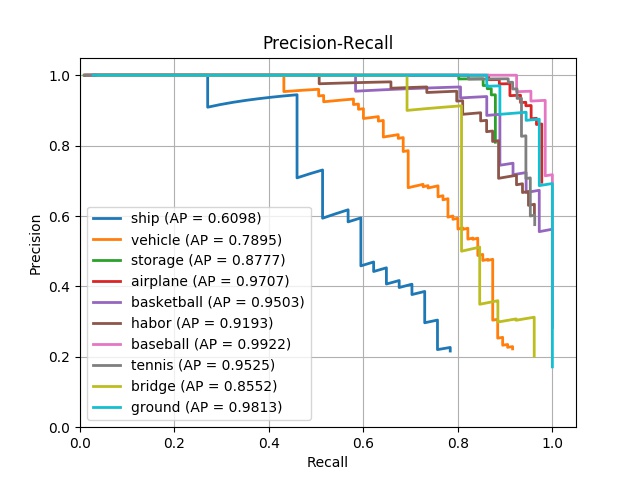 Precision-Recall
1.0
0.8
0.6
0.4
0.2
0.0
Precision
ship (AP = 0.6098)
vehicle (AP = 0.7895)
storage (AP = 0.8777)
airplane (AP = 0.9707)
basketball (AP = 0.9503)
habor (AP = 0.9193)
baseball (AP = 0.9922)
tennis (AP = 0.9525)
bridge (AP = 0.8552)
ground (AP = 0.9813)
0.0 0.2 0.4 0.6 0.8 1.0
Recall